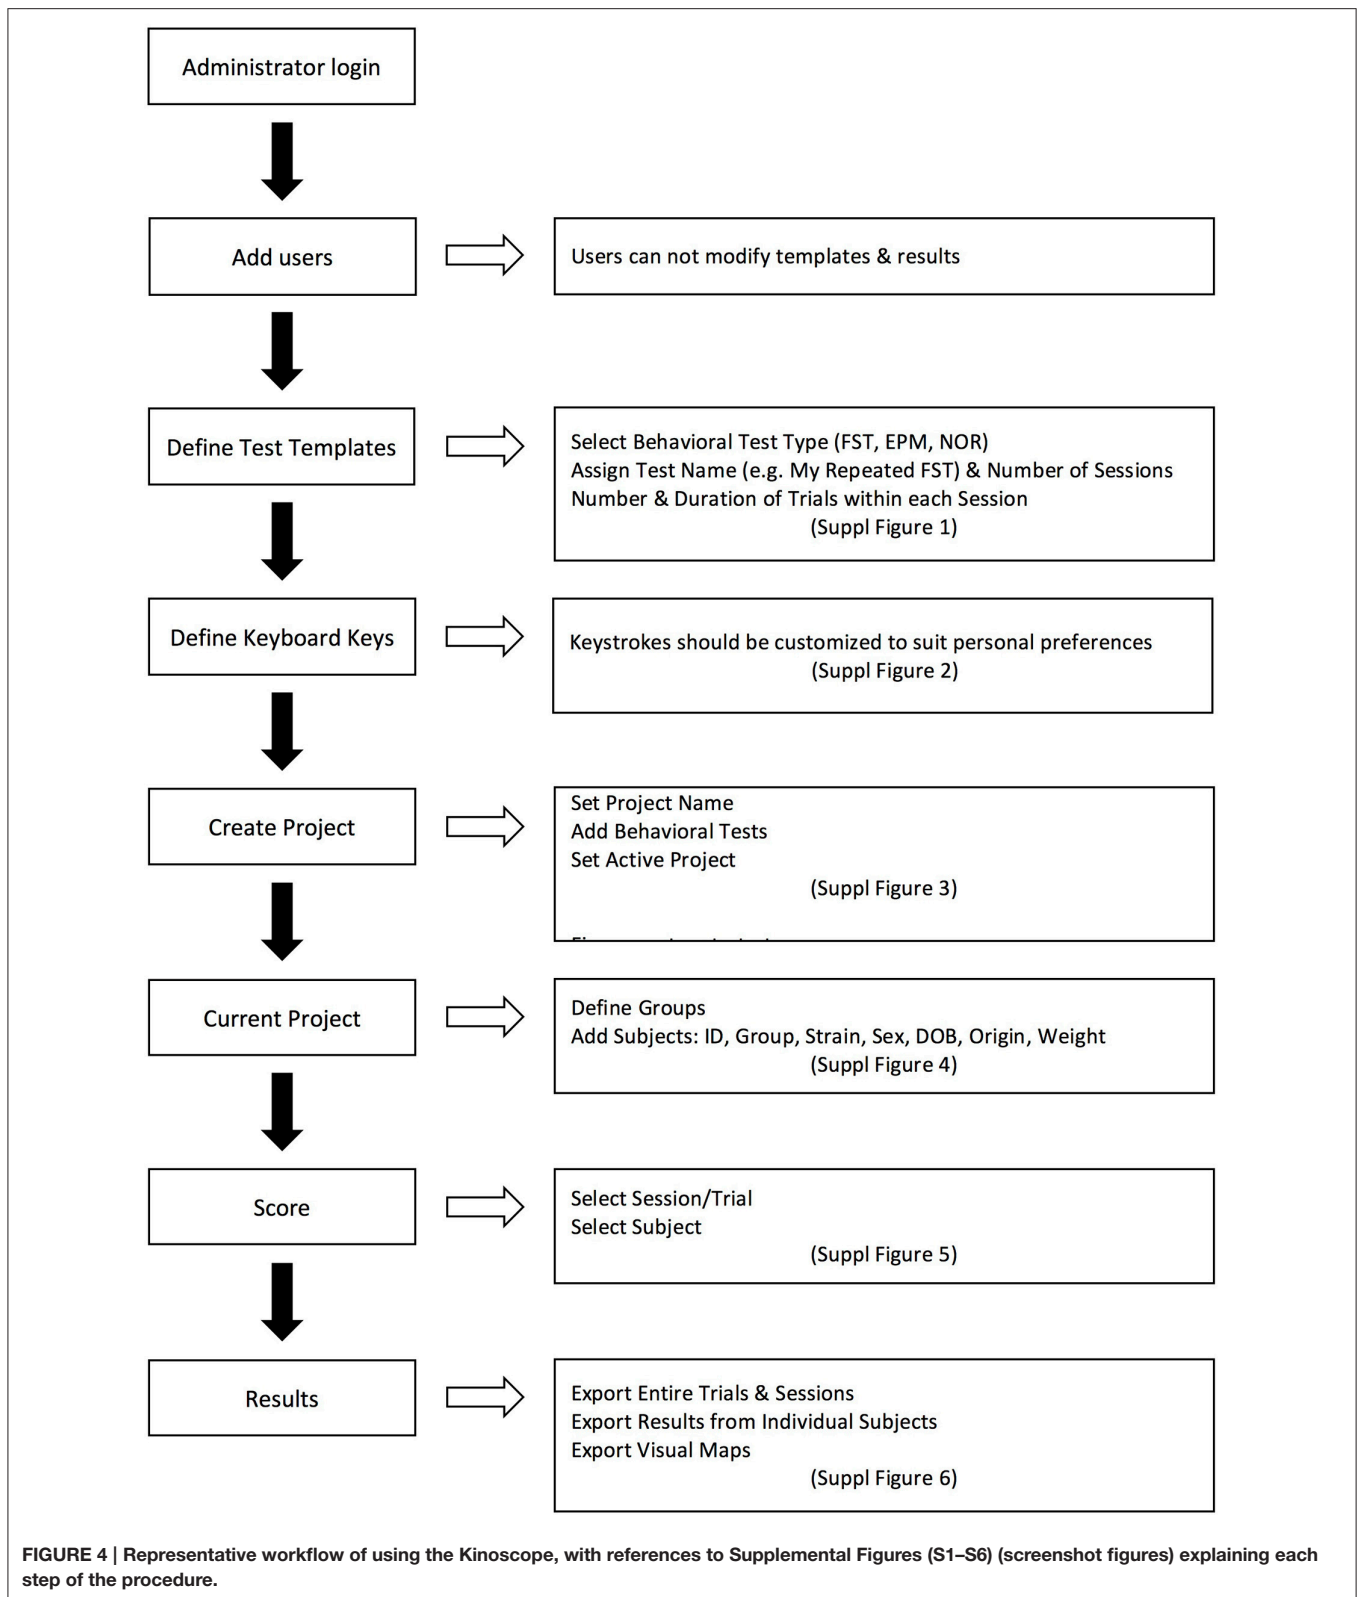 Administrator login
Add users
Users can not modify templates & results
Define Test Templates
Select Behavioral Test Type (FST, EPM, NOR)
Assign Test Name (e.g. My Repeated FST) & Number of Sessions
Number & Duration of Trials within each Session
(Suppl Figure 1)
Define Keyboard Keys
Keystrokes should be customized to suit personal preferences
(Suppl Figure 2)
Create Project
Set Project Name
Add Behavioral Tests
Set Active Project
(Suppl Figure 3)
Current Project
Define Groups
Add Subjects: ID, Group, Strain, Sex, DOB, Origin, Weight
(Suppl Figure 4)
Score
Select Session/Trial
Select Subject
(Suppl Figure 5)
Results
Export Entire Trials & Sessions
Export Results from Individual Subjects
Export Visual Maps
(Suppl Figure 6)
FIGURE 4 | Representative workflow of using the Kinoscope, with references to Supplemental Figures (S1–S6) (screenshot figures) explaining each
step of the procedure.